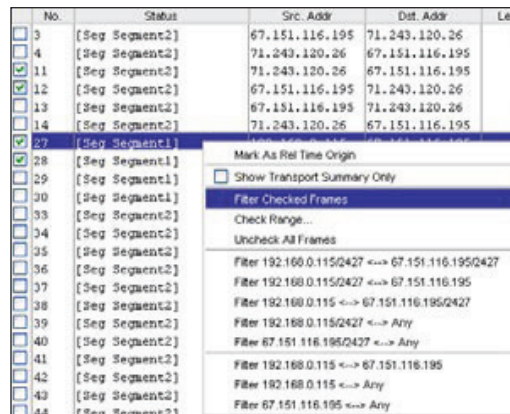 No. Status Src. Addr Dst. Addr Le
3 [Seg Segment2] 67.151.116.195 71.243.120.26
4 [Seg Segment2] 71.243.120.26 67.151.116.195
11 [Seg Segment2] 71.243.120.26 67.151.116.195
12 [Seg Segment2] 67.151.116.195 71.243.120.26
13 [Seg Segment2] 67.151.116.195 71.243.120.26
14 [Seg Segment2] 71.243.120.26 67.151.116.195
27 [Seg Segment1]
28 [Seg Segment1]
Mark As Rel Time Origin
29 [Seg Segment1]
Show Transport Summary Only
30 [Seg Segment1]
Filter Checked Frames
33 [Seg Segment2]
Check Range...
34 [Seg Segment2]
Uncheck All Frames
35 [Seg Segment2]
Filter 192.168.0.115/2427 <--> 67.151.116.195/2427
36 [Seg Segment2]
Filter 192.168.0.115/2427 <--> 67.151.116.195
37 [Seg Segment2]
Filter 192.168.0.115 <--> 67.151.116.195/2427
38 [Seg Segment2]
Filter 192.168.0.115/2427 <--> Any
39 [Seg Segment2]
Filter 67.151.116.195/2427 <--> Any
40 [Seg Segment2]
Filter 192.168.0.115 <--> 67.151.116.195
41 [Seg Segment2]
Filter 192.168.0.115 <--> Any
42 [Seg Segment2]
Filter 67.151.116.195 <--> Any
43 [Seg Segment2]
44 [Seg Segment2]